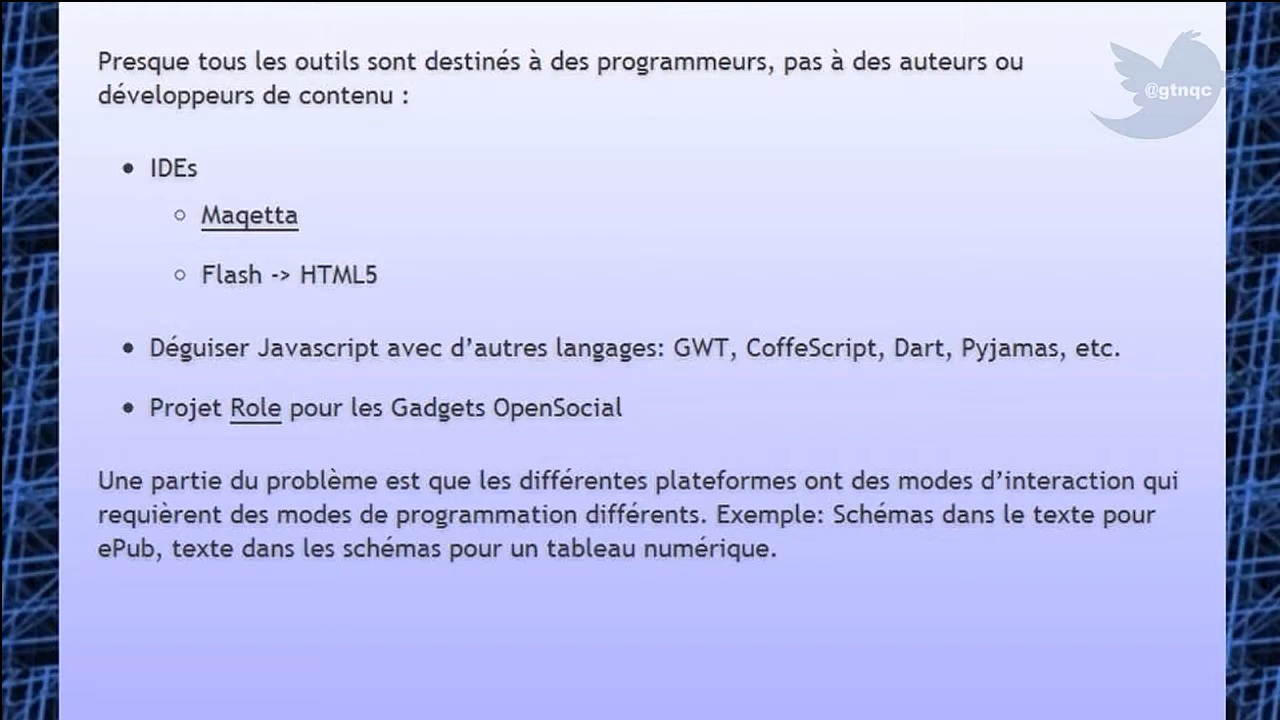 Presque tous les outils sont destinés à des programmeurs, pas à des auteurs ou
développeurs de contenu :
@gtnqc
IDEs
Maqetta
Flash -> HTML5
Déguiser Javascript avec d’autres langages: GWT, CoffeScript, Dart, Pyjamas, etc.
Projet Role pour les Gadgets OpenSocial
Une partie du problème est que les différentes plateformes ont des modes d’interaction qui
requièrent des modes de programmation différents. Exemple: Schémas dans le texte pour
ePub, texte dans les schémas pour un tableau numérique.